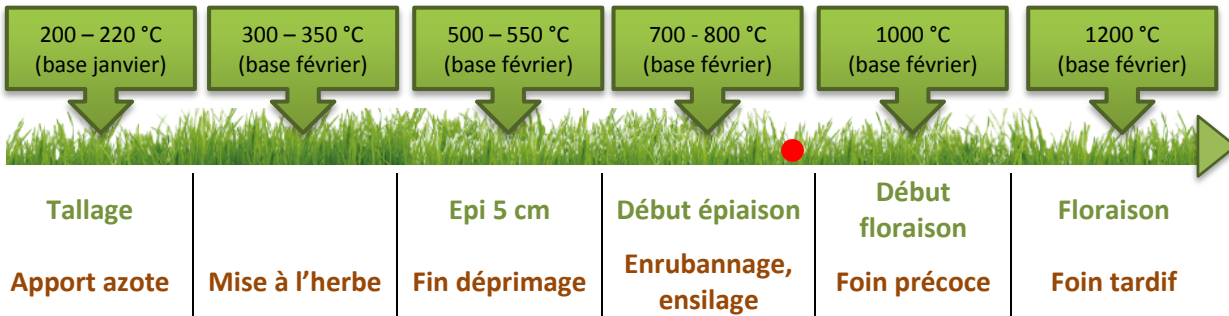 200 – 220 °C
(base janvier)
300 – 350 °C
(base février)
500 – 550 °C
(base février)
700 - 800 °C
(base février)
1000 °C
(base février)
1200 °C
(base février)
Tallage
Epi 5 cm
Début épiaison
Début
floraison
Floraison
Apport azote
Mise à l’herbe
Fin déprimage
Enrubannage,
ensilage
Foin précoce
Foin tardif